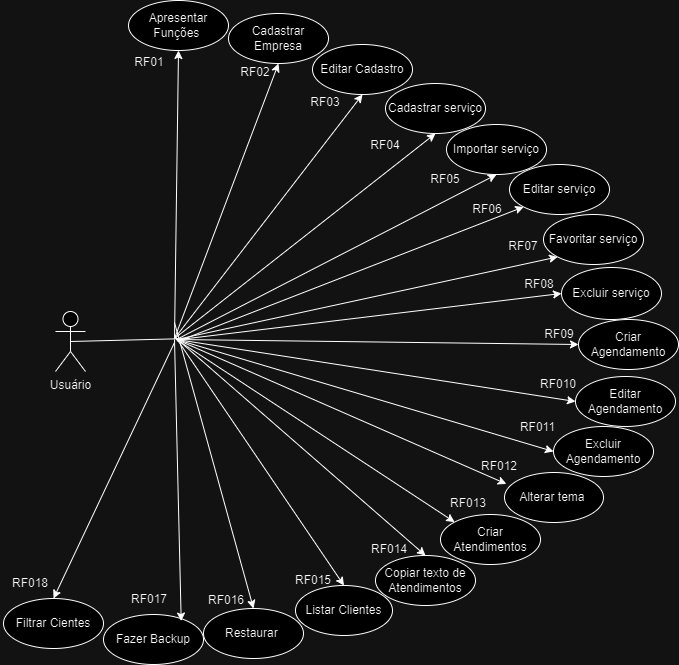 Apresentar
Funções
RF01
Cadastrar
Empresa
RF02
Editar Cadastro
RF03
Cadastrar serviço
RF04
Importar serviço
RF05
Editar serviço
RF06
Favoritar serviço
RF07
Excluir serviço
RF08
Criar
Agendamento
RF09
Editar
Agendamento
RF010
Excluir
Agendamento
RF011
Alterar tema
RF012
Criar
Atendimentos
RF013
Copiar texto de
Atendimentos
RF014
Listar Clientes
RF015
Restaurar
RF016
Fazer Backup
RF017
Filtrar Cientes
RF018
Usuário